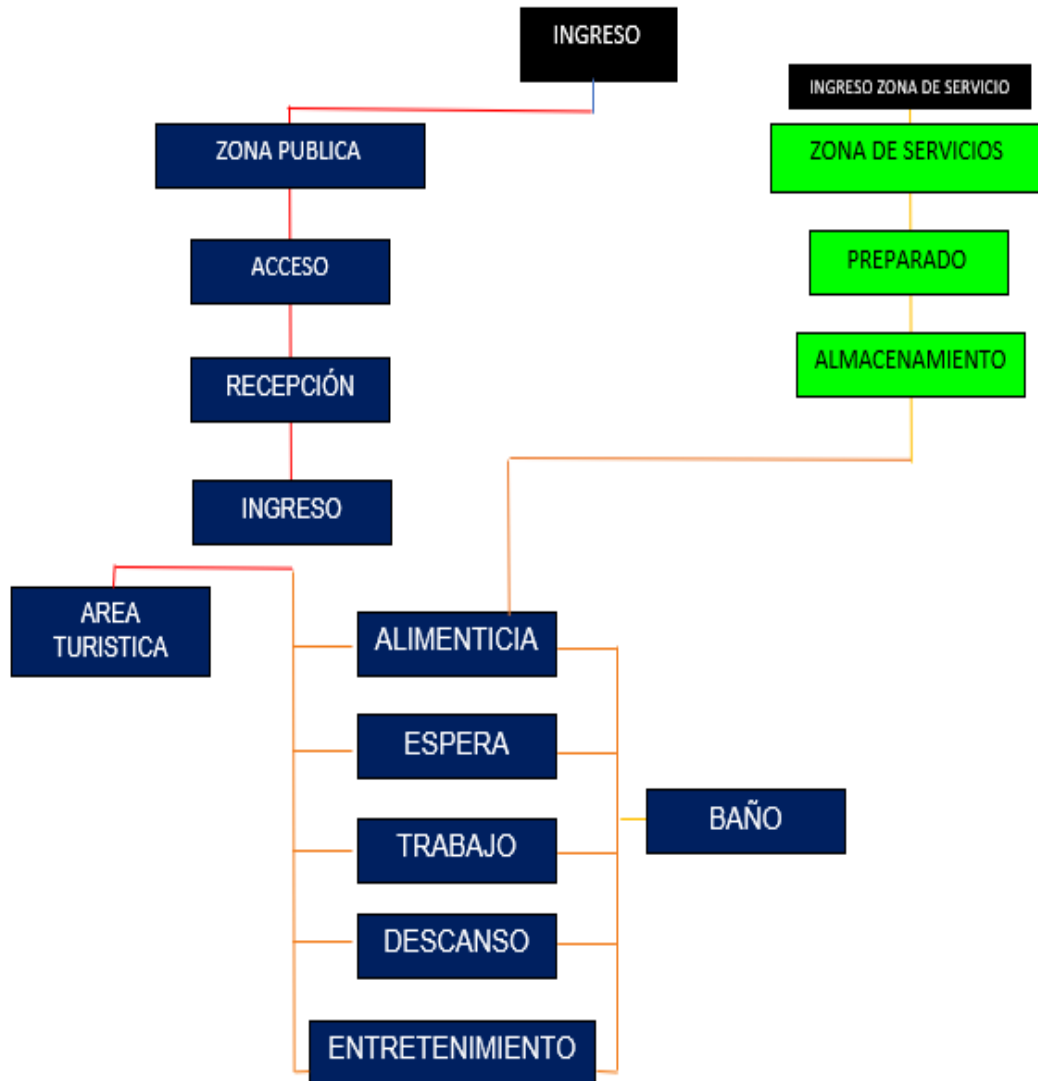 INGRESO
INGRESO ZONA DE SERVICIO
ZONA PUBLICA
ZONA DE SERVICIOS
ACCESO
PREPARADO
RECEPCIÓN
ALMACENAMIENTO
INGRESO
AREA
TURISTICA
ALIMENTICIA
ESPERA
BAÑO
TRABAJO
DESCANSO
ENTRETENIMIENTO